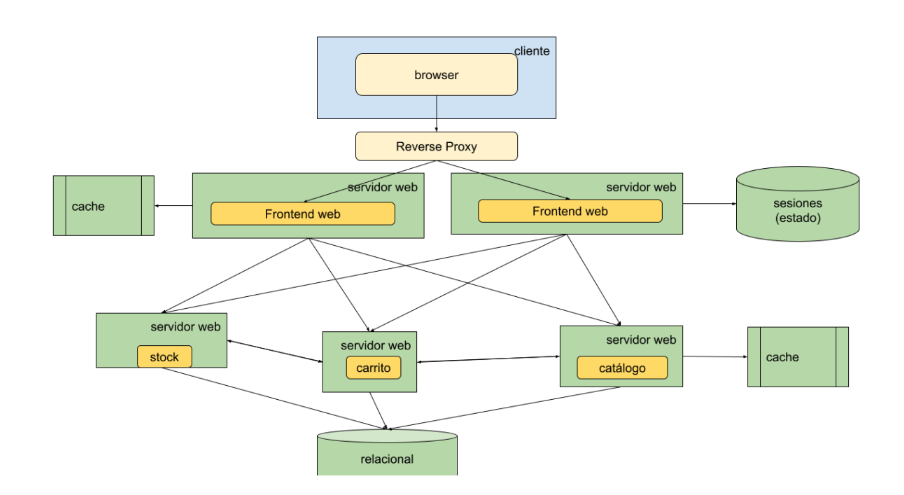 cliente
browser
Reverse Proxy
servidor web
Frontend web
cache
servidor web
Frontend web
sesiones
(estado)
servidor web
stock
servidor web
carrito
servidor web
catálogo
cache
relacional